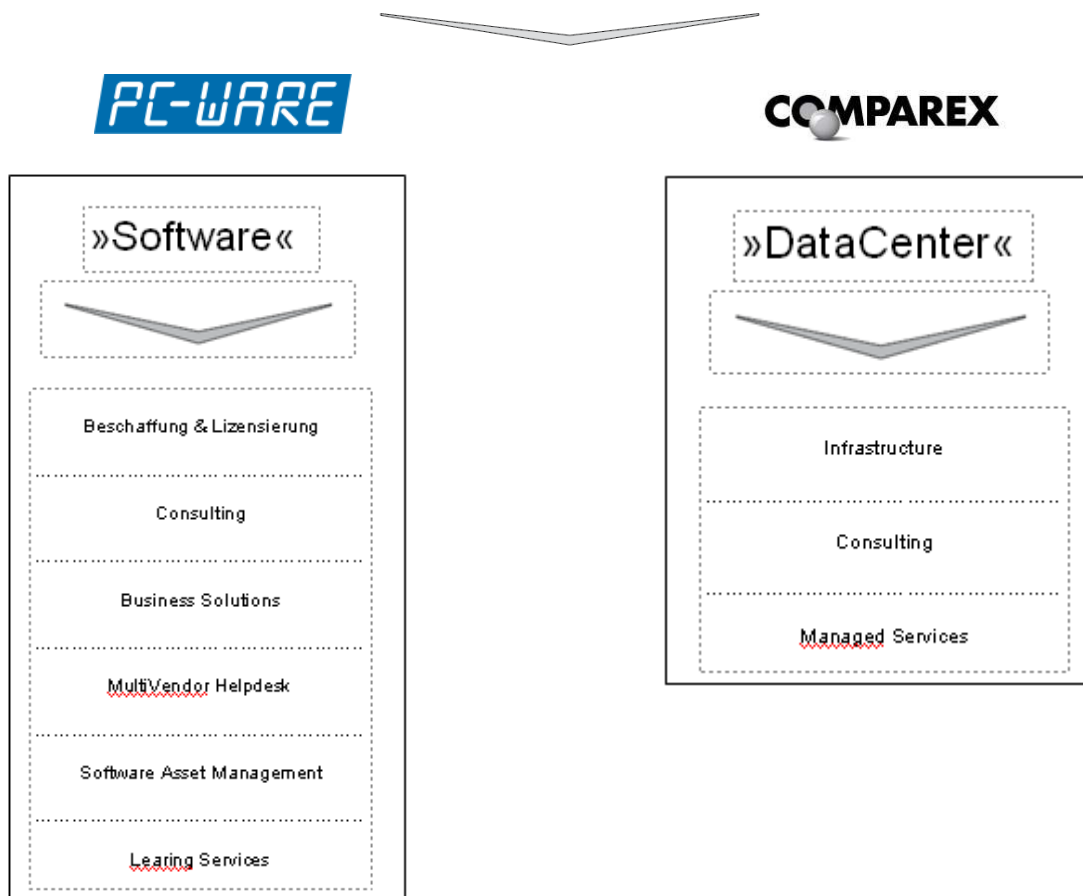 PC-WARE
COMPAREX
»Software«
Beschaffung & Lizensierung
Consulting
Business Solutions
MultiVendor Helpdesk
Software Asset Management
Learing Services
»DataCenter«
Infrastructure
Consulting
Managed Services